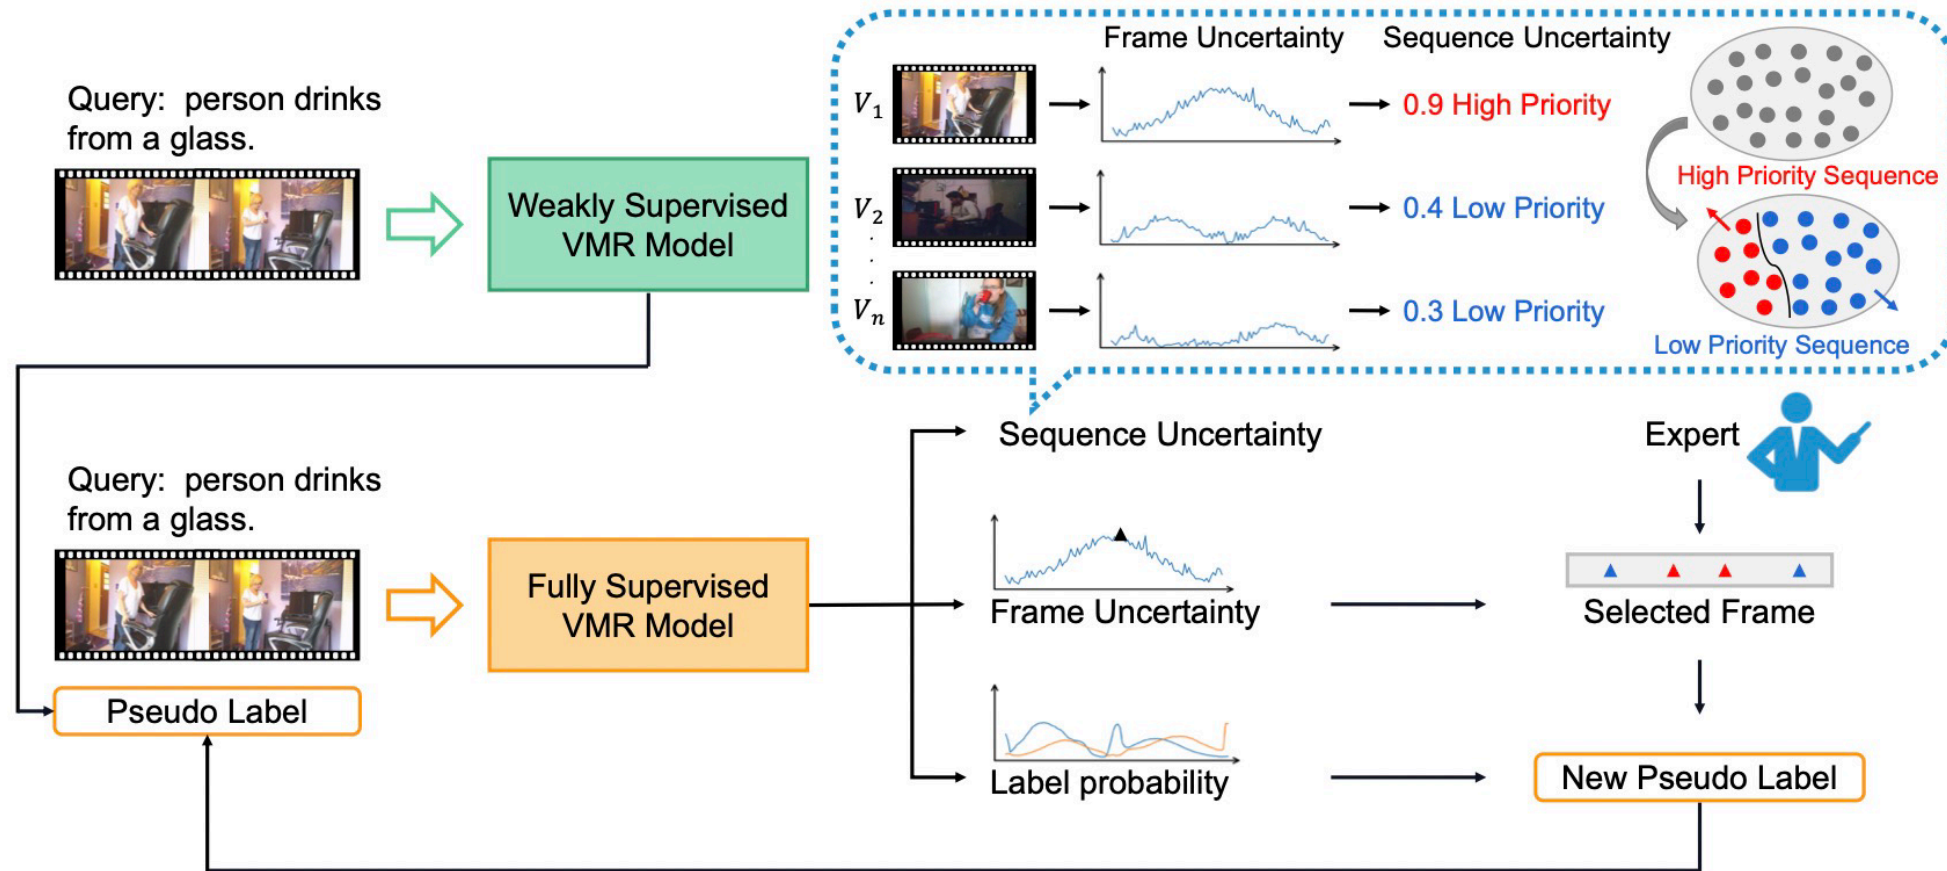 Query: person drinks
from a glass.
Weakly Supervised
VMR Model
Frame Uncertainty
Sequence Uncertainty
V1
0.9 High Priority
V2
0.4 Low Priority
.
.
.
Vn
0.3 Low Priority
High Priority Sequence
Low Priority Sequence
Query: person drinks
from a glass.
Fully Supervised
VMR Model
Pseudo Label
Sequence Uncertainty
Frame Uncertainty
Label probability
Expert
Selected Frame
New Pseudo Label